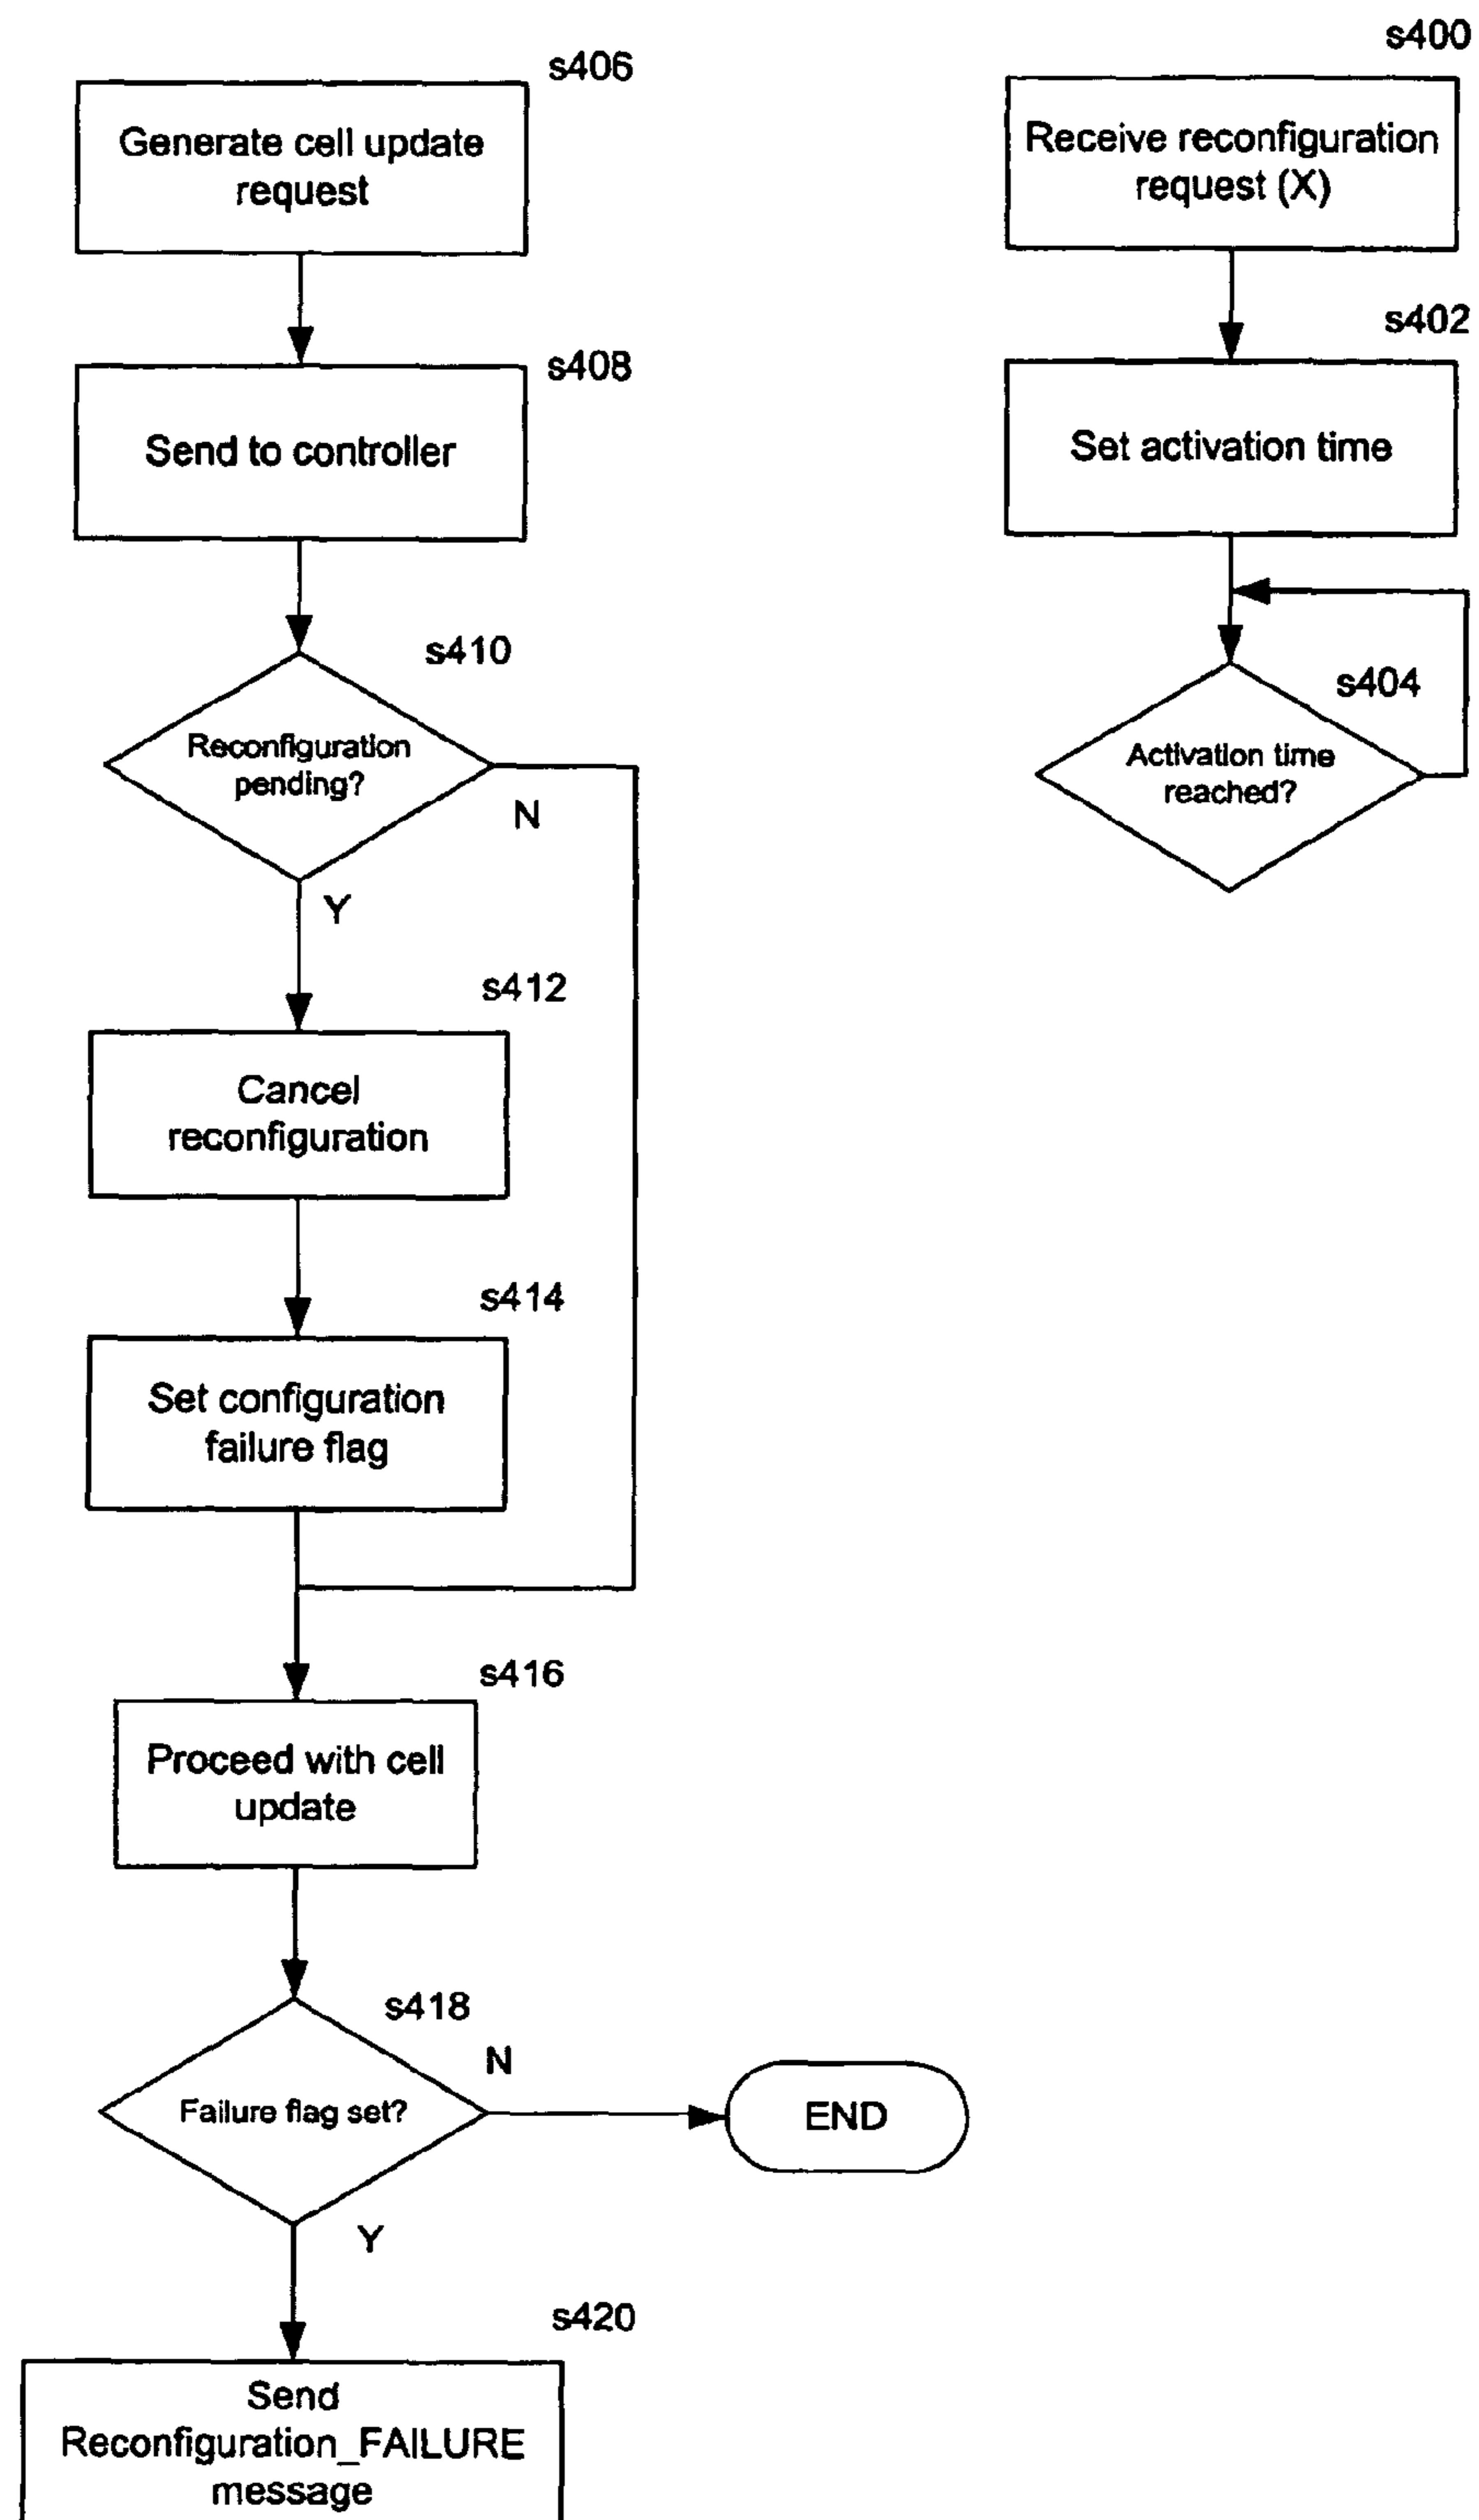 s406
Generate cell update
request
s408
Send to controller
s410
Reconfiguration
pending?
N
Y
s412
Cancel
reconfiguration
s414
Set configuration
failure flag
s416
Proceed with cell
update
s418
Failure flag set?
N
END
Y
s420
Send
Reconfiguration_FAILURE
message
s400
Receive reconfiguration
request (X)
s402
Set activation time
s404
Activation time
reached?